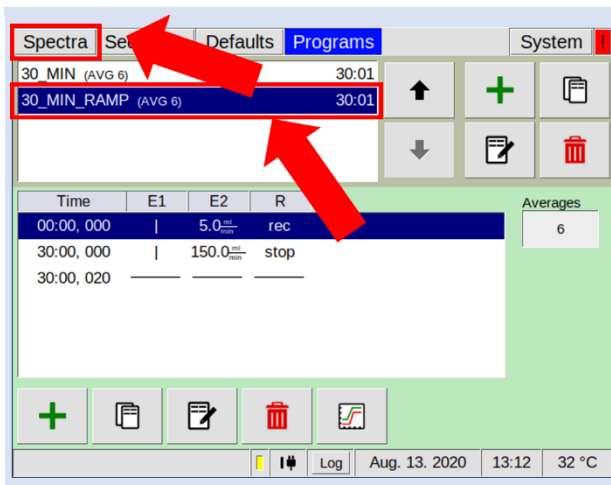 Spectra Se Defaults Programs System !
30_MIN (AVG 6) 30:01
30_MIN_RAMP (AVG 6) 30:01
Time E1 E2 R Averages
00:00, 000 | 5.0 ml/min rec 6
30:00, 000 | 150.0 ml/min stop
30:00, 020
Log Aug. 13. 2020 13:12 32 °C